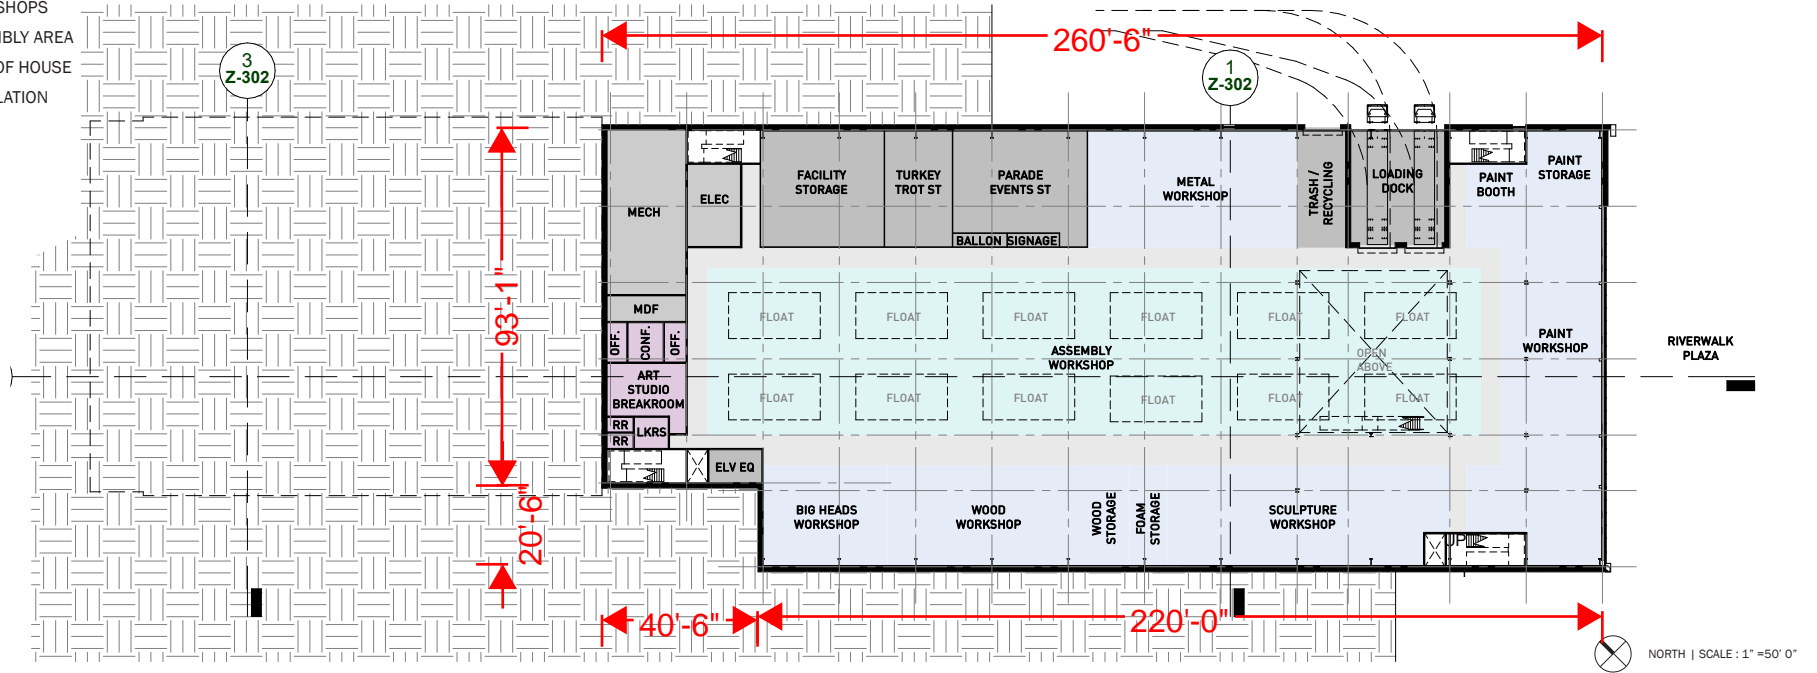 SHOPS
MBLY AREA
OF HOUSE
LATION
3
Z-302
260'-6"
1
Z-302
93'-1"
20'-6"
40'-6"
220'-0"
MECH
ELEC
FACILITY
STORAGE
TURKEY
TROT ST
PARADE
EVENTS ST
BALLON SIGNAGE
METAL
WORKSHOP
TRASH /
RECYCLING
LOADING
DOCK
PAINT
BOOTH
PAINT
STORAGE
MDF
OFF.
CONF.
OFF.
ART
STUDIO
BREAKROOM
RR
RR
LKRS
ELV EQ
FLOAT
FLOAT
FLOAT
FLOAT
FLOAT
FLOAT
ASSEMBLY
WORKSHOP
OPEN
ABOVE
FLOAT
FLOAT
FLOAT
FLOAT
FLOAT
FLOAT
PAINT
WORKSHOP
RIVERWALK
PLAZA
BIG HEADS
WORKSHOP
WOOD
WORKSHOP
WOOD
STORAGE
FOAM
STORAGE
SCULPTURE
WORKSHOP
UP
NORTH | SCALE : 1" =50' 0"